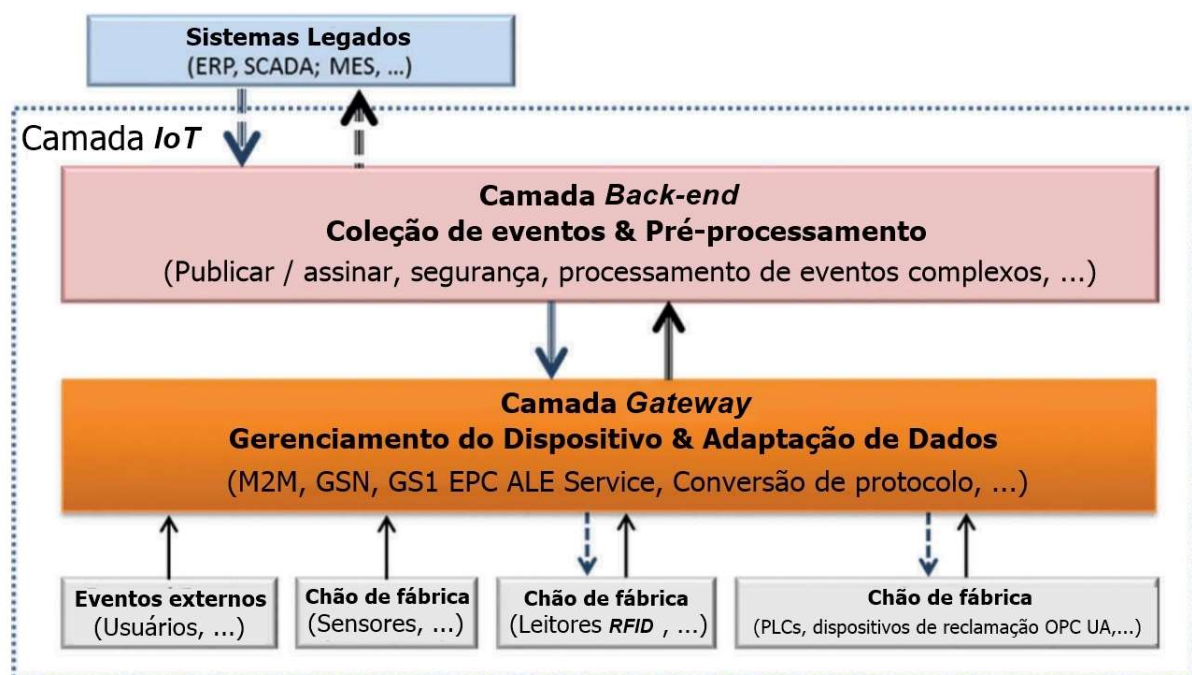 Sistemas Legados
(ERP, SCADA; MES, ...)
Camada IoT
Camada Back-end
Coleção de eventos & Pré-processamento
(Publicar / assinar, segurança, processamento de eventos complexos, ...)
Camada Gateway
Gerenciamento do Dispositivo & Adaptação de Dados
(M2M, GSN, GS1 EPC ALE Service, Conversão de protocolo, ...)
Eventos externos
(Usuários, ...)
Chão de fábrica
(Sensores, ...)
Chão de fábrica
(Leitores RFID , ...)
Chão de fábrica
(PLCs, dispositivos de reclamação OPC UA,...)